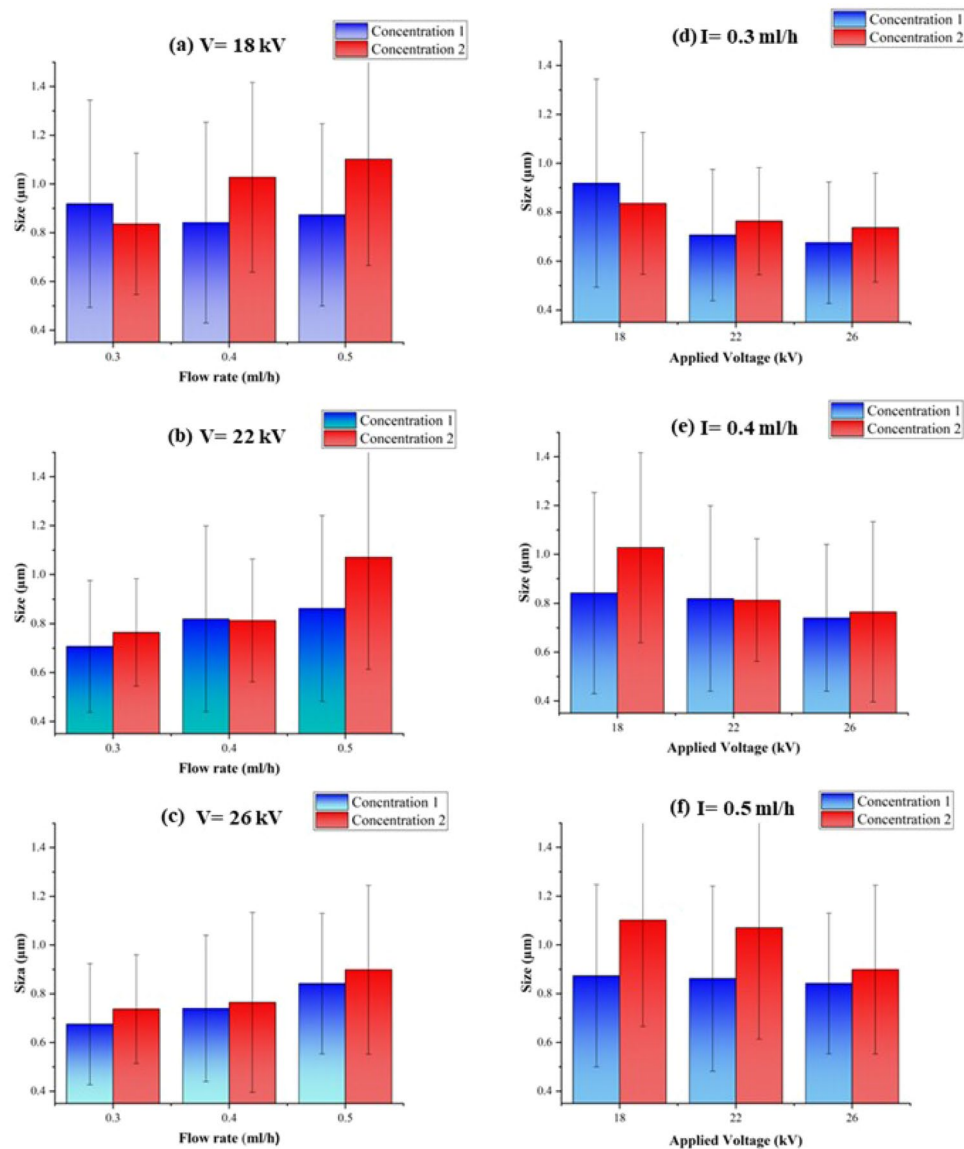 (a) V= 18 kV
Concentration 1
Concentration 2
Size (µm)
1.4
1.2
1.0
0.8
0.6
0.4
0.3
0.4
0.5
Flow rate (ml/h)
(d) I= 0.3 ml/h
Concentration 1
Concentration 2
Size (µm)
1.4
1.2
1.0
0.8
0.6
0.4
18
22
26
Applied Voltage (kV)
(b) V= 22 kV
Concentration 1
Concentration 2
Size (µm)
1.4
1.2
1.0
0.8
0.6
0.4
0.3
0.4
0.5
Flow rate (ml/h)
(e) I= 0.4 ml/h
Concentration 1
Concentration 2
Size (µm)
1.4
1.2
1.0
0.8
0.6
0.4
18
22
26
Applied Voltage (kV)
(c) V= 26 kV
Concntration 1
Concentration 2
Siza (µm)
1.4
1.2
1.0
0.8
0.6
0.4
0.3
0.4
0.5
Flow rate (ml/h)
(f) I= 0.5 ml/h
Concentration 1
Concentration 2
Size (µm)
1.4
1.2
1.0
0.8
0.6
0.4
18
22
26
Applied Voltage (kV)